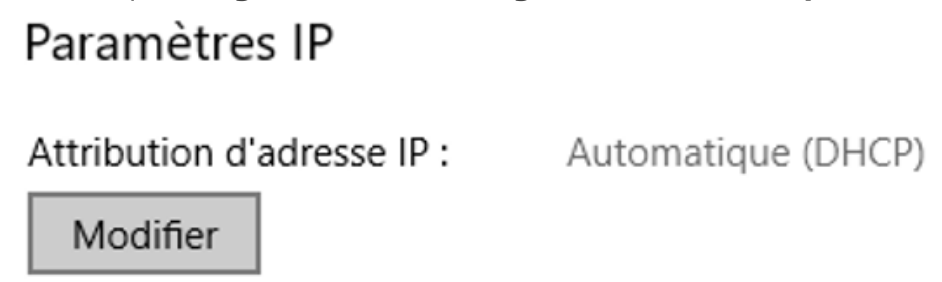 Paramètres IP
Attribution d'adresse IP : Automatique (DHCP)
Modifier